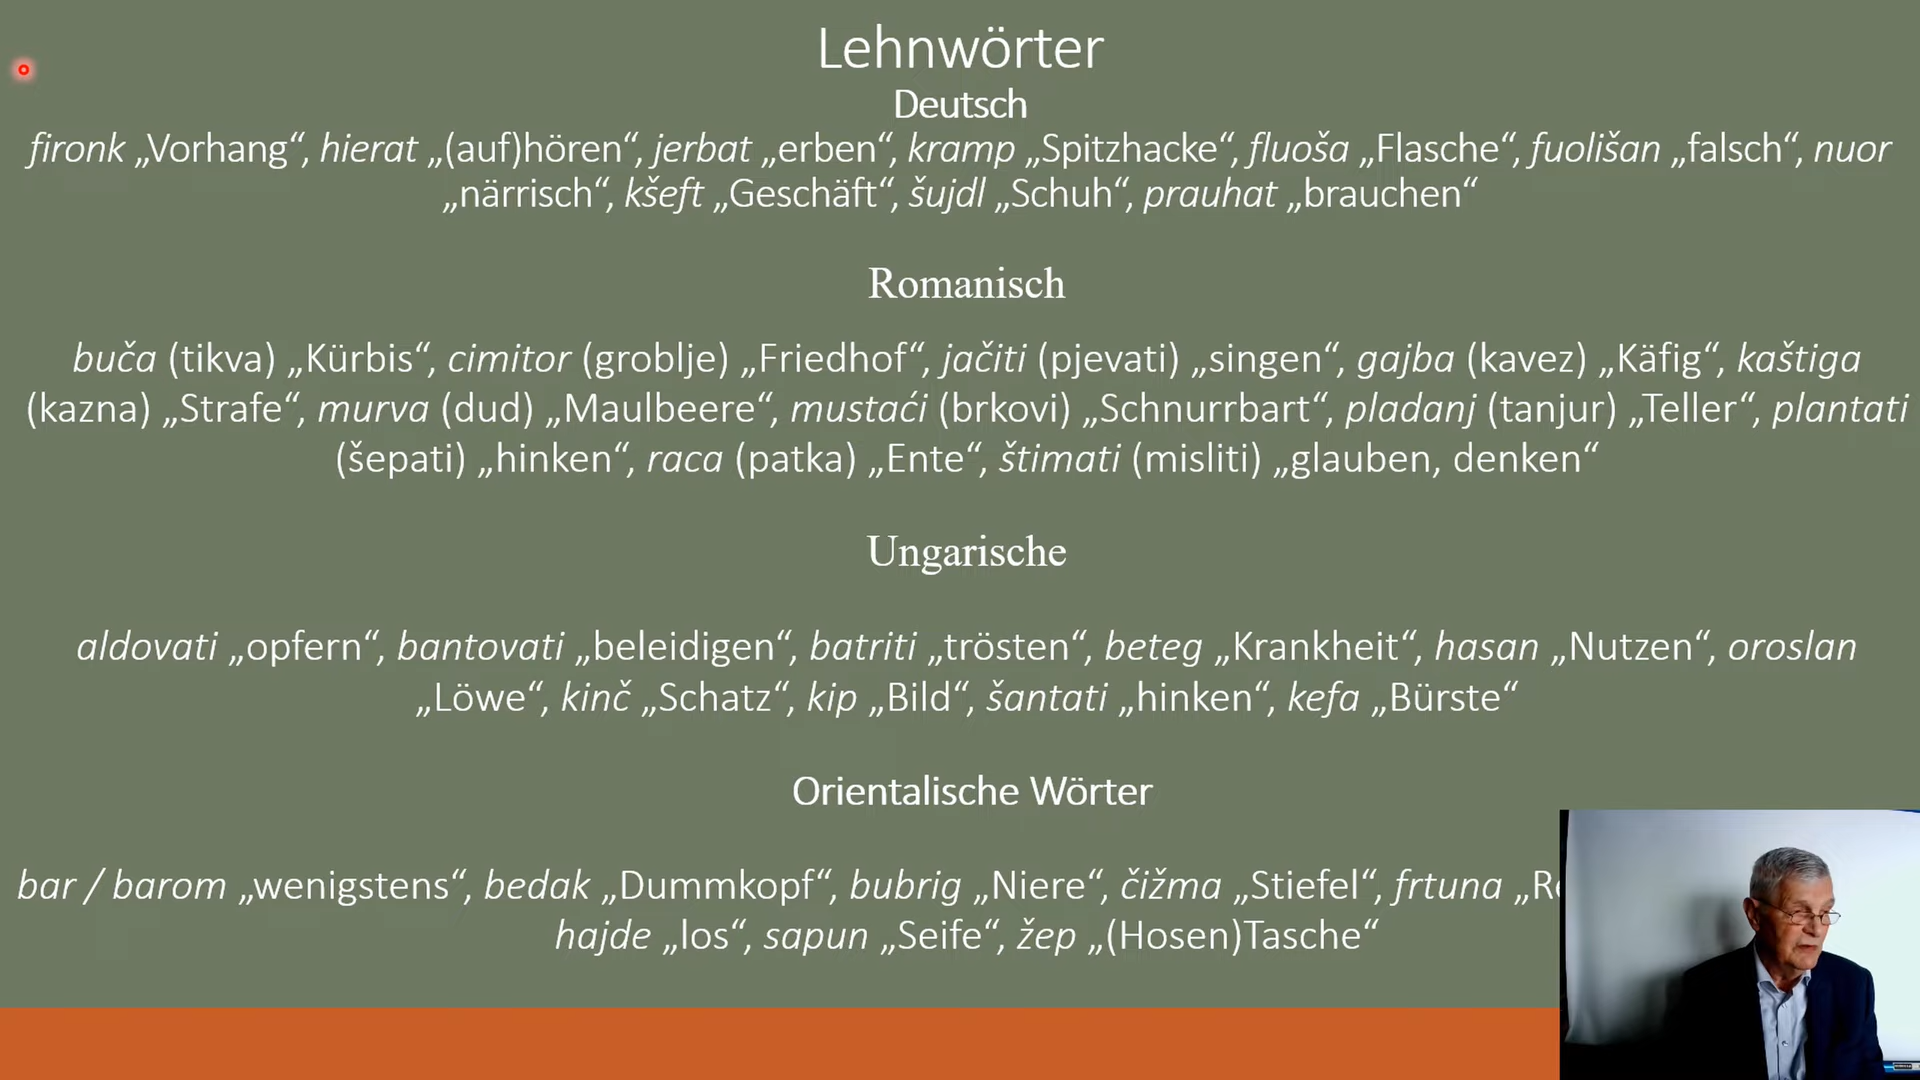 Lehnwörter
Deutsch
fironk „Vorhang“, hierat „(auf)hören“, jerbat „erben“, kramp „Spitzhacke“, fluoša „Flasche“, fuolišan „falsch“, nuor
„närrisch“, kšeft „Geschäft“, šujdl „Schuh“, prauhat „brauchen“
Romanisch
buča (tikva) „Kürbis“, cimitor (groblje) „Friedhof“, jačiti (pjevati) „singen“, gajba (kavez) „Käfig“, kaštiga
(kazna) „Strafe“, murva (dud) „Maulbeere“, mustaći (brkovi) „Schnurrbart“, pladanj (tanjur) „Teller“, plantati
(šepati) „hinken“, raca (patka) „Ente“, štimati (misliti) „glauben, denken“
Ungarische
aldovati „opfern“, bantovati „beleidigen“, batriti „trösten“, beteg „Krankheit“, hasan „Nutzen“, oroslan
„Löwe“, kinč „Schatz“, kip „Bild“, šantati „hinken“, kefa „Bürste“
Orientalische Wörter
bar / barom „wenigstens“, bedak „Dummkopf“, bubrig „Niere“, čižma „Stiefel“, frtuna
hajde „los“, sapun „Seife“, žep „(Hosen)Tasche“